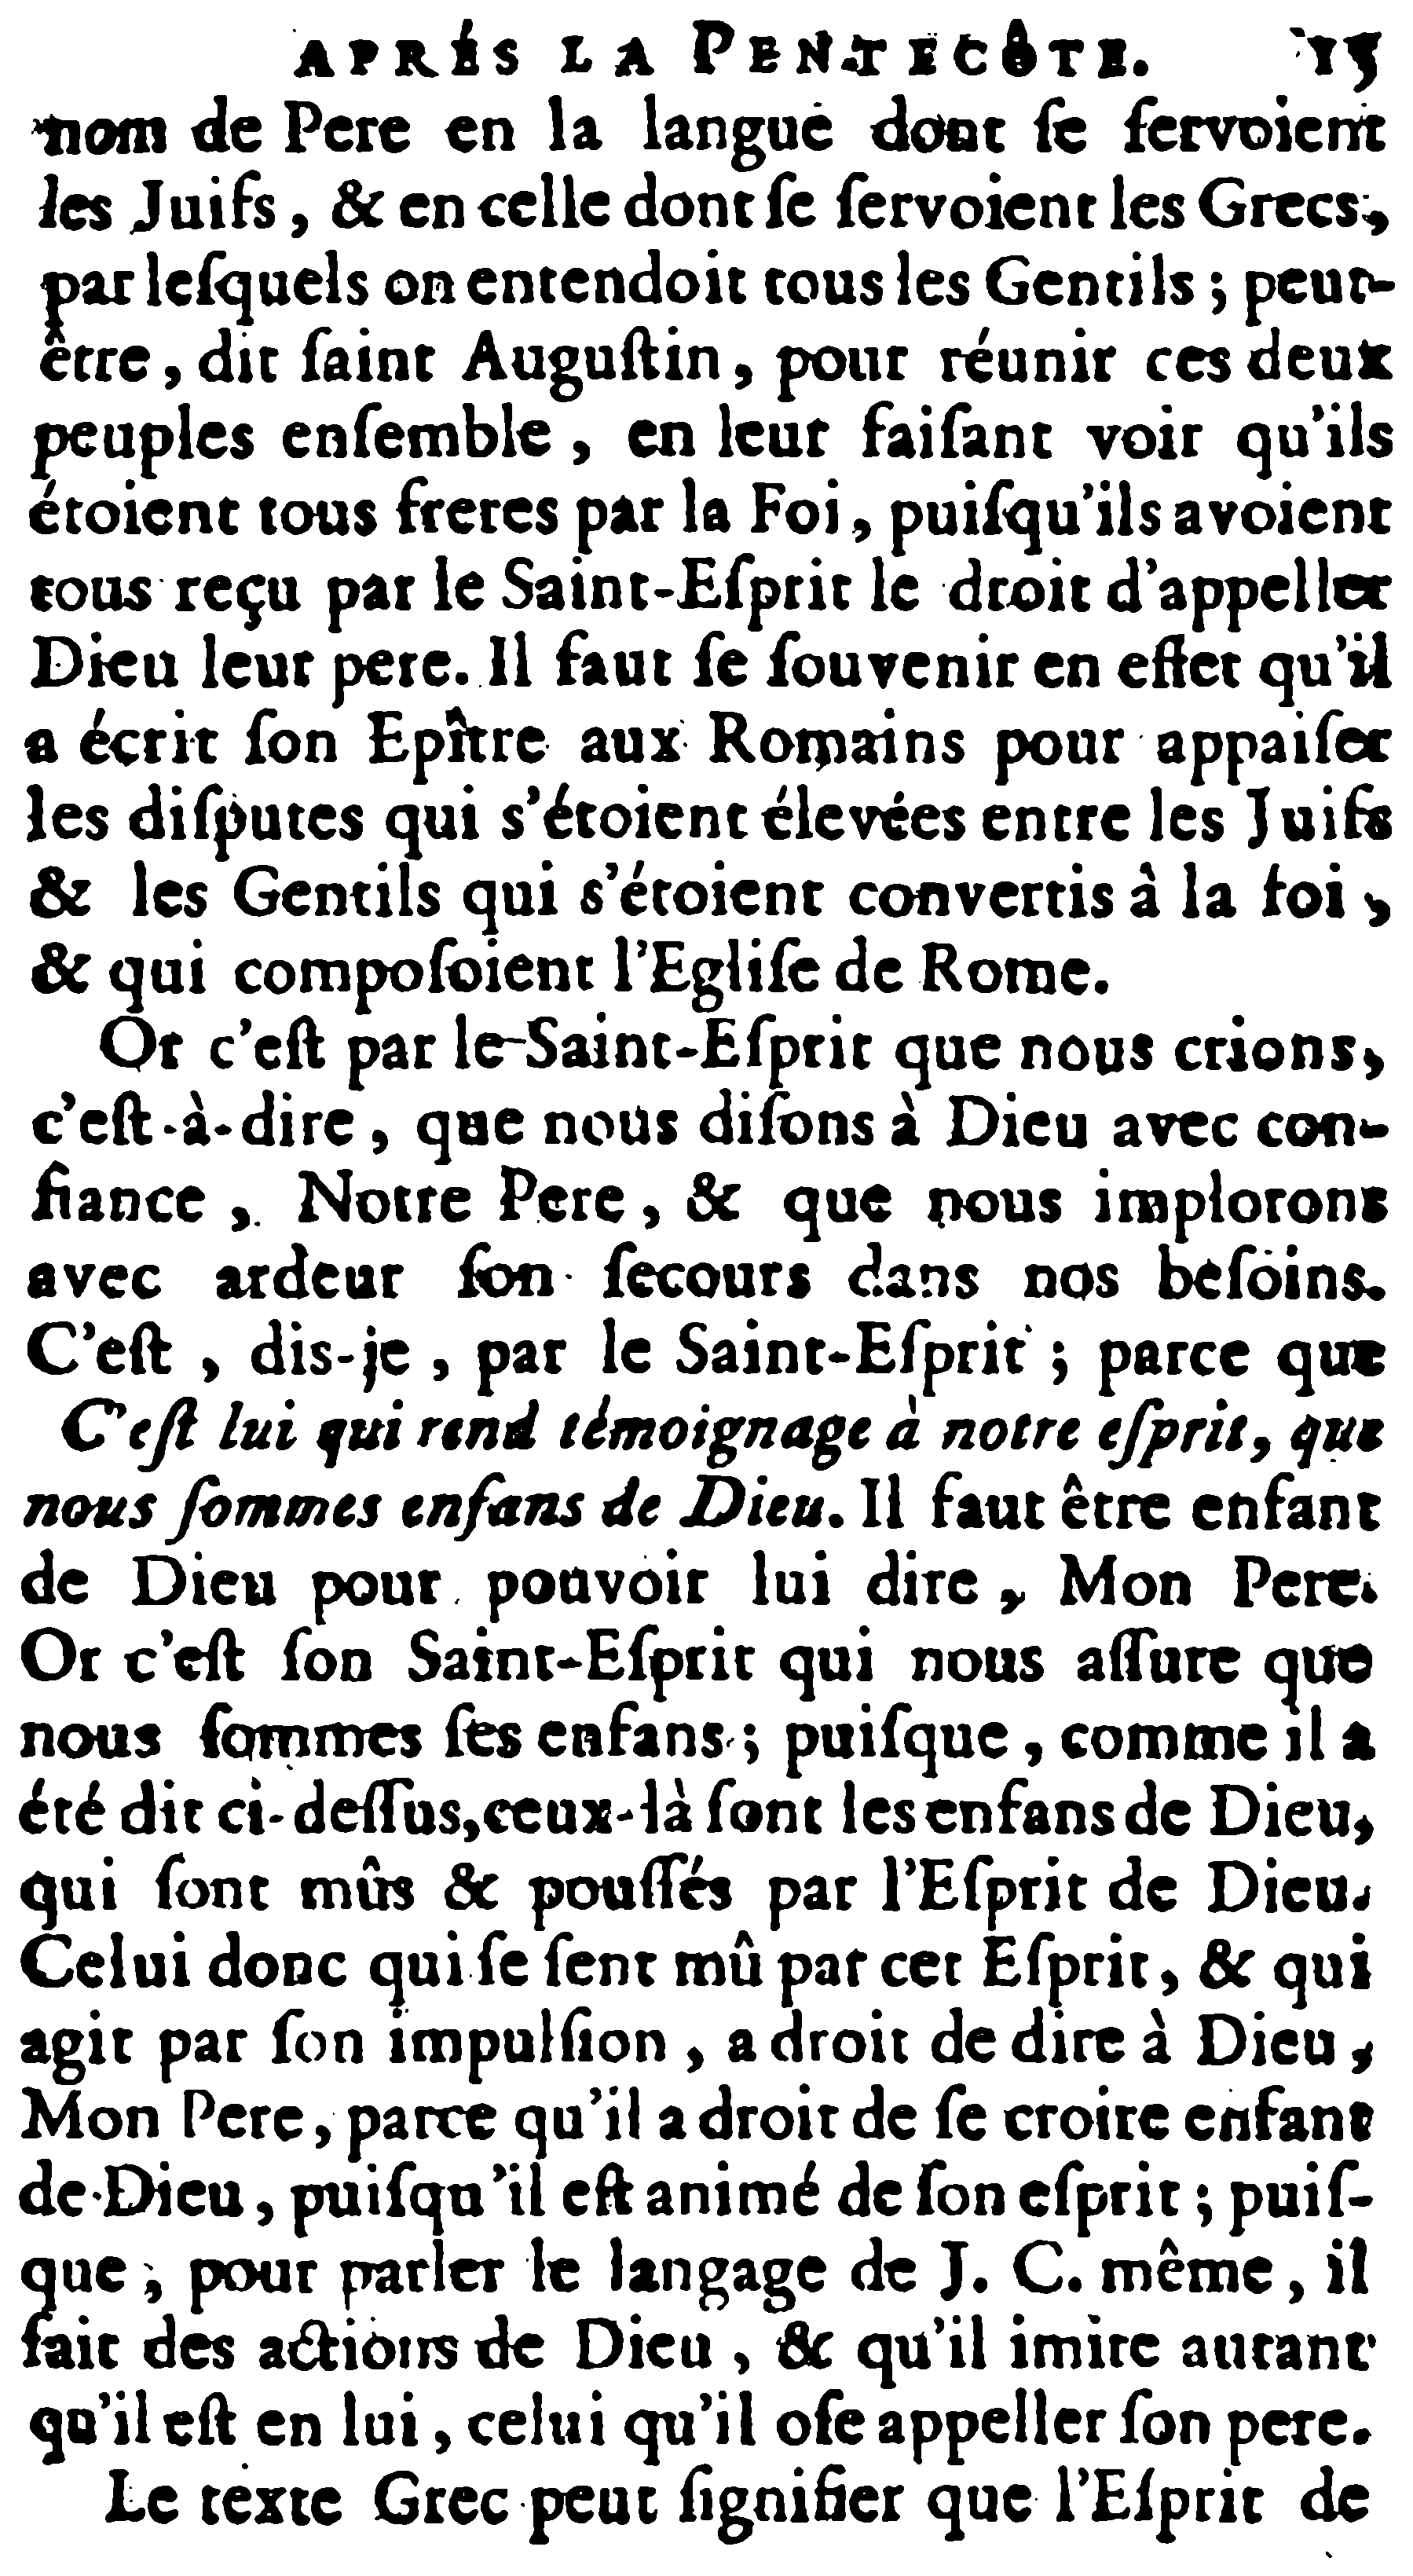 APRÉS LA PENTECÔTE. 15
nom de Pere en la langue dont ſe ſervoient
les Juifs, & en celle dont ſe ſervoient les Grecs,
par leſquels on entendoit tous les Gentils ; peut-
être, dit ſaint Auguſtin, pour réunir ces deux
peuples enſemble, en leur faiſant voir qu'ils
étoient tous freres par la Foi, puiſqu'ils avoient
tous reçu par le Saint-Eſprit le droit d'appeller
Dieu leur pere. Il faut ſe ſouvenir en effet qu'il
a écrit ſon Epître aux Romains pour appaiſer
les diſputes qui s'étoient élevées entre les Juifs
& les Gentils qui s'étoient convertis à la foi,
& qui compoſoient l'Egliſe de Rome.
Or c'eſt par le Saint-Eſprit que nous crions,
c'eſt-à-dire, que nous diſons à Dieu avec con-
fiance, Notre Pere, & que nous implorons
avec ardeur ſon ſecours dans nos beſoins.
C'eſt, dis-je, par le Saint-Eſprit ; parce que
C'eſt lui qui rend témoignage à notre eſprit, que
nous ſommes enfans de Dieu. Il faut être enfant
de Dieu pour pouvoir lui dire, Mon Pere.
Or c'eſt ſon Saint-Eſprit qui nous aſſure que
nous ſommes ſes enfans ; puiſque, comme il a
été dit ci-deſſus, ceux-là ſont les enfans de Dieu,
qui ſont mûs & pouſſés par l'Eſprit de Dieu.
Celui donc qui ſe ſent mû par cet Eſprit, & qui
agit par ſon impulſion, a droit de dire à Dieu,
Mon Pere, parce qu'il a droit de ſe croire enfant
de Dieu, puiſqu'il eſt animé de ſon eſprit ; puiſ-
que, pour parler le langage de J. C. même, il
fait des actions de Dieu, & qu'il imite autant
qu'il eſt en lui, celui qu'il oſe appeller ſon pere.
Le texte Grec peut ſignifier que l'Eſprit de